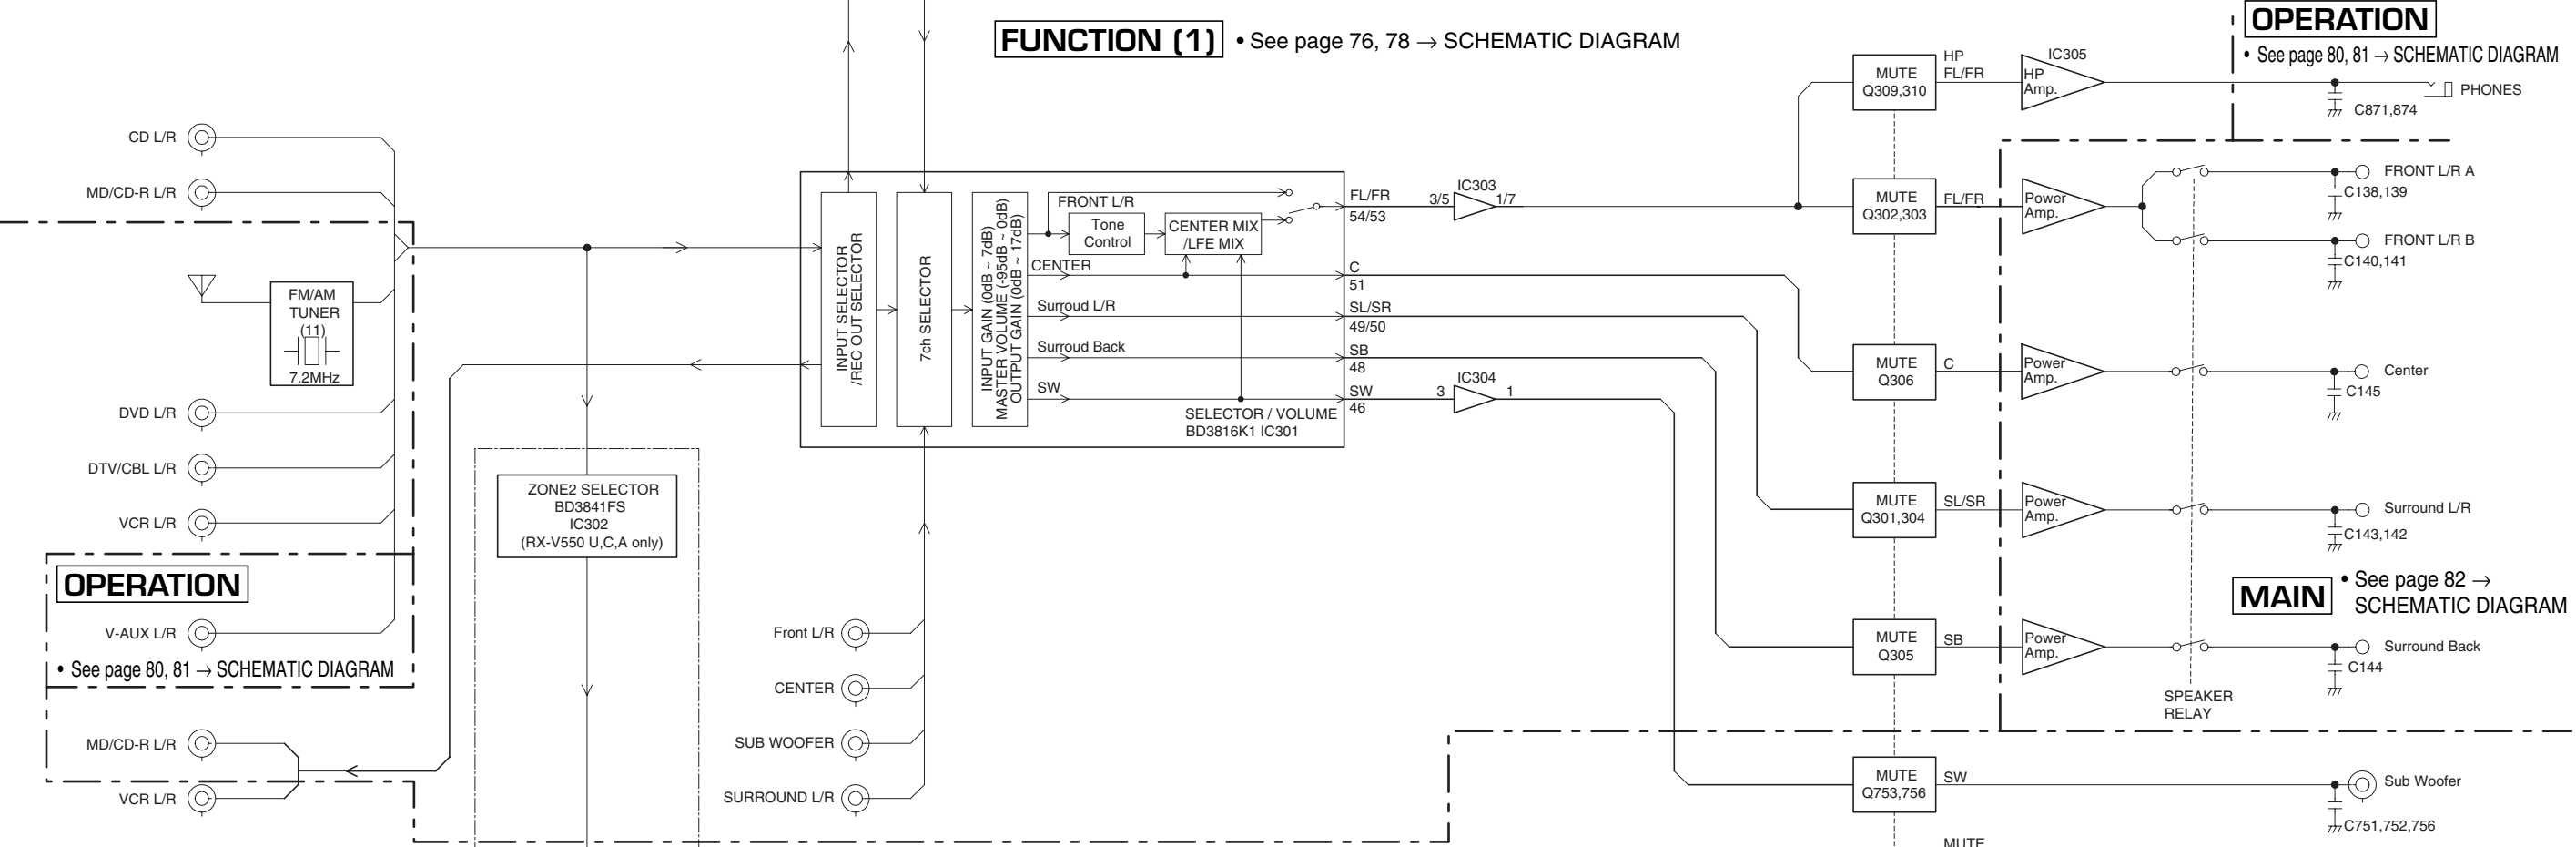 FUNCTION (1)
• See page 76, 78 → SCHEMATIC DIAGRAM
OPERATION
• See page 80, 81 → SCHEMATIC DIAGRAM
CD L/R
MD/CD-R L/R
FM/AM
TUNER
(11)
7.2MHz
DVD L/R
DTV/CBL L/R
VCR L/R
OPERATION
V-AUX L/R
• See page 80, 81 → SCHEMATIC DIAGRAM
MD/CD-R L/R
VCR L/R
ZONE2 SELECTOR
BD3841FS
IC302
(RX-V550 U,C,A only)
INPUT SELECTOR
/REC OUT SELECTOR
7ch SELECTOR
INPUT GAIN (0dB ~ 7dB)
MASTER VOLUME (-95dB ~ 0dB)
OUTPUT GAIN (0dB ~ 17dB)
FRONT L/R
Tone
Control
CENTER MIX
/LFE MIX
CENTER
Surroud L/R
Surroud Back
SW
SELECTOR / VOLUME
BD3816K1 IC301
FL/FR
54/53
C
51
SL/SR
49/50
SB
48
SW
46
3/5
IC303
1/7
3
IC304
1
Front L/R
CENTER
SUB WOOFER
SURROUND L/R
MUTE
Q309,310
HP
FL/FR
IC305
HP
Amp.
PHONES
C871,874
MUTE
Q302,303
FL/FR
Power
Amp.
FRONT L/R A
C138,139
FRONT L/R B
C140,141
MUTE
Q306
C
Power
Amp.
Center
C145
MUTE
Q301,304
SL/SR
Power
Amp.
Surround L/R
C143,142
MAIN
• See page 82 →
SCHEMATIC DIAGRAM
MUTE
Q305
SB
Power
Amp.
Surround Back
C144
SPEAKER
RELAY
MUTE
Q753,756
SW
Sub Woofer
C751,752,756
MUTE